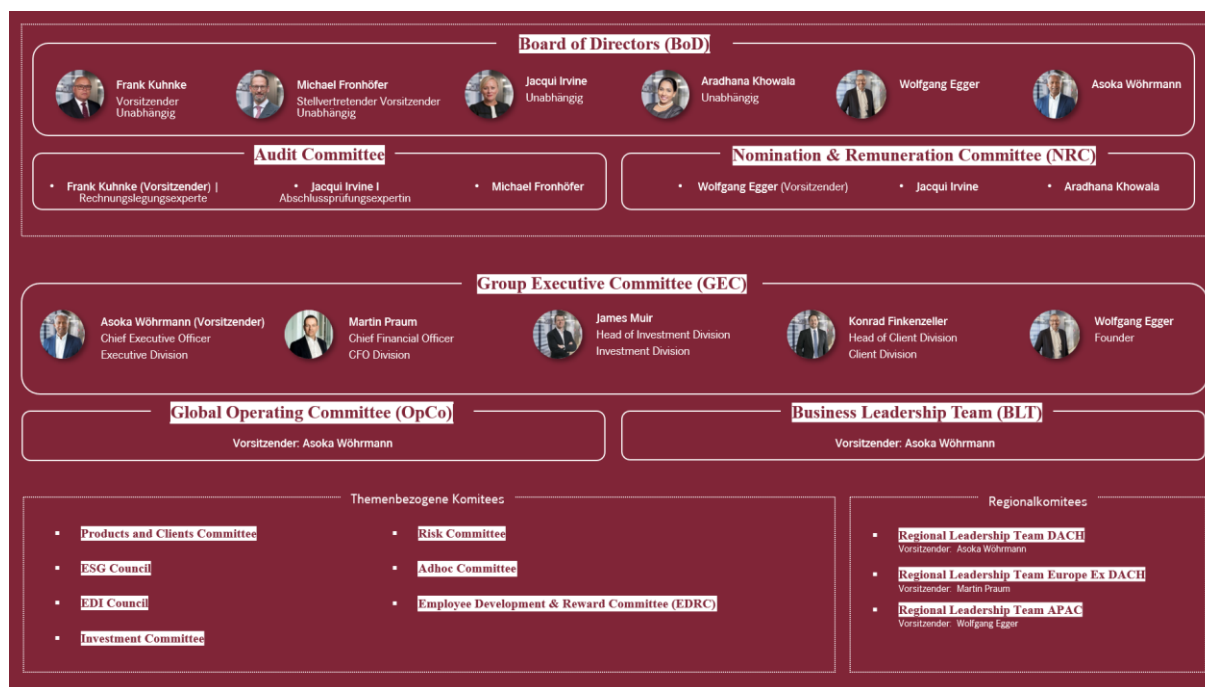 Board of Directors (BoD)
Frank Kuhnke
Vorsitzender
Unabhängig
Michael Fronhöfer
Stellvertretender Vorsitzender
Unabhängig
Jacqui Irvine
Unabhängig
Aradhana Khowala
Unabhängig
Wolfgang Egger
Asoka Wöhrmann
Audit Committee
• Frank Kuhnke (Vorsitzender) |
Rechnungslegungsexperte
• Jacqui Irvine I
Abschlussprüfungsexpertin
• Michael Fronhöfer
Nomination & Remuneration Committee (NRC)
• Wolfgang Egger (Vorsitzender)
• Jacqui Irvine
• Aradhana Khowala
Group Executive Committee (GEC)
Asoka Wöhrmann (Vorsitzender)
Chief Executive Officer
Executive Division
Martin Praum
Chief Financial Officer
CFO Division
James Muir
Head of Investment Division
Investment Division
Konrad Finkenzeller
Head of Client Division
Client Division
Wolfgang Egger
Founder
Global Operating Committee (OpCo)
Vorsitzender: Asoka Wöhrmann
Business Leadership Team (BLT)
Vorsitzender: Asoka Wöhrmann
Themenbezogene Komitees
▪ Products and Clients Committee
▪ ESG Council
▪ EDI Council
▪ Investment Committee
▪ Risk Committee
▪ Adhoc Committee
▪ Employee Development & Reward Committee (EDRC)
Regionalkomitees
▪ Regional Leadership Team DACH
Vorsitzender: Asoka Wöhrmann
▪ Regional Leadership Team Europe Ex DACH
Vorsitzender: Martin Praum
▪ Regional Leadership Team APAC
Vorsitzender: Wolfgang Egger